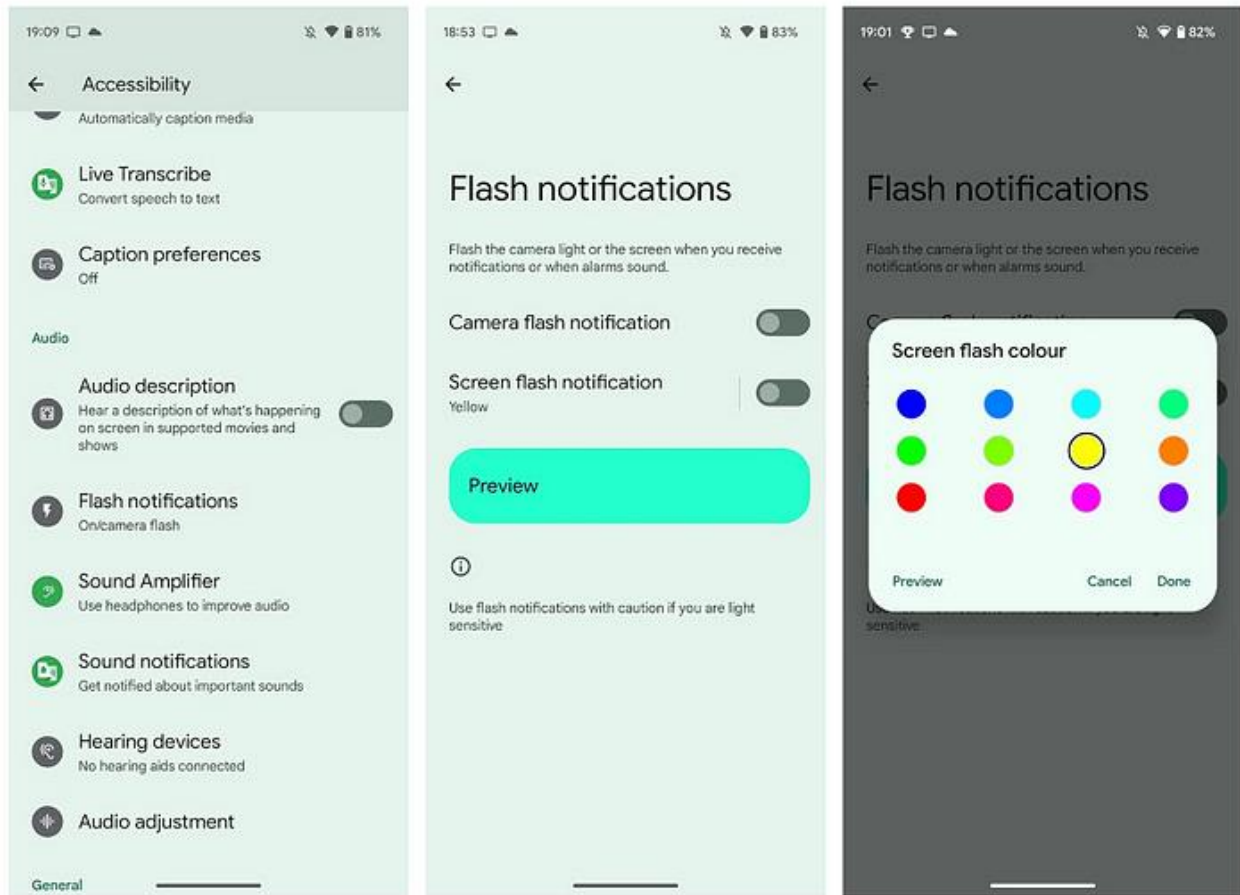 19:09
81%
Accessibility
Automatically caption media
Live Transcribe
Convert speech to text
Caption preferences
Off
Audio
Audio description
Hear a description of what's happening
on screen in supported movies and
shows
Flash notifications
On/camera flash
Sound Amplifier
Use headphones to improve audio
Sound notifications
Get notified about important sounds
Hearing devices
No hearing aids connected
Audio adjustment
General
18:53
83%
Flash notifications
Flash the camera light or the screen when you receive
notifications or when alarms sound.
Camera flash notification
Screen flash notification
Yellow
Preview
Use flash notifications with caution if you are light
sensitive
19:01
82%
Flash notifications
Flash the camera light or the screen when you receive
notifications or when alarms sound.
Screen flash colour
Preview
Cancel
Done
sensitive